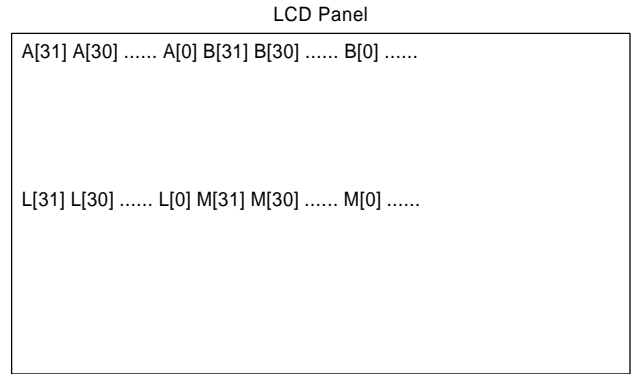 LCD Panel
A[31] A[30] ...... A[0] B[31] B[30] ...... B[0] ......
L[31] L[30] ...... L[0] M[31] M[30] ...... M[0] ......